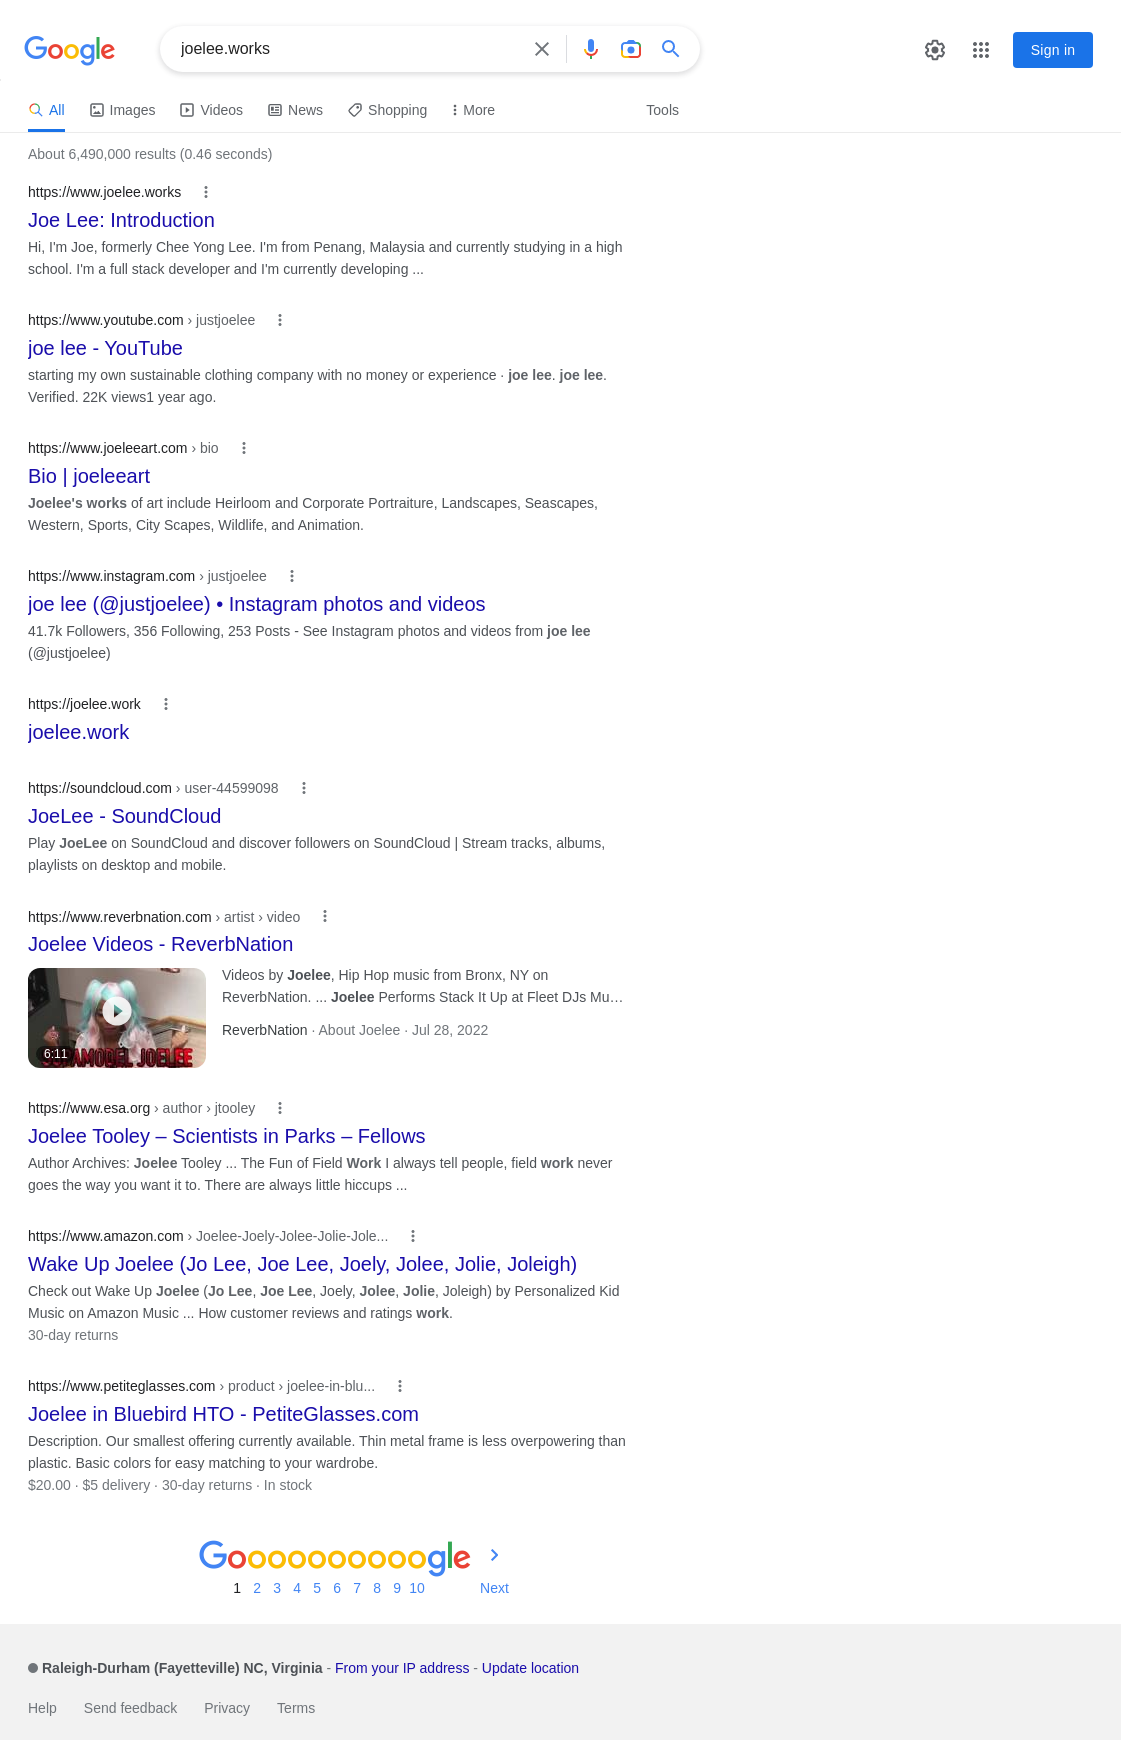 Google
joelee.works
Sign in
All Images Videos News Shopping More Tools
About 6,490,000 results (0.46 seconds)
https://www.joelee.works
Joe Lee: Introduction
Hi, I'm Joe, formerly Chee Yong Lee. I'm from Penang, Malaysia and currently studying in a high
school. I'm a full stack developer and I'm currently developing ...
https://www.youtube.com › justjoelee
joe lee - YouTube
starting my own sustainable clothing company with no money or experience · joe lee. joe lee.
Verified. 22K views1 year ago.
https://www.joeleeart.com › bio
Bio | joeleeart
Joelee's works of art include Heirloom and Corporate Portraiture, Landscapes, Seascapes,
Western, Sports, City Scapes, Wildlife, and Animation.
https://www.instagram.com › justjoelee
joe lee (@justjoelee) • Instagram photos and videos
41.7k Followers, 356 Following, 253 Posts - See Instagram photos and videos from joe lee
(@justjoelee)
https://joelee.work
joelee.work
https://soundcloud.com › user-44599098
JoeLee - SoundCloud
Play JoeLee on SoundCloud and discover followers on SoundCloud | Stream tracks, albums,
playlists on desktop and mobile.
https://www.reverbnation.com › artist › video
Joelee Videos - ReverbNation
Videos by Joelee, Hip Hop music from Bronx, NY on
ReverbNation. ... Joelee Performs Stack It Up at Fleet DJs Mu…
ReverbNation · About Joelee · Jul 28, 2022
6:11
JOELEE
https://www.esa.org › author › jtooley
Joelee Tooley – Scientists in Parks – Fellows
Author Archives: Joelee Tooley ... The Fun of Field Work I always tell people, field work never
goes the way you want it to. There are always little hiccups ...
https://www.amazon.com › Joelee-Joely-Jolee-Jolie-Jole...
Wake Up Joelee (Jo Lee, Joe Lee, Joely, Jolee, Jolie, Joleigh)
Check out Wake Up Joelee (Jo Lee, Joe Lee, Joely, Jolee, Jolie, Joleigh) by Personalized Kid
Music on Amazon Music ... How customer reviews and ratings work.
30-day returns
https://www.petiteglasses.com › product › joelee-in-blu...
Joelee in Bluebird HTO - PetiteGlasses.com
Description. Our smallest offering currently available. Thin metal frame is less overpowering than
plastic. Basic colors for easy matching to your wardrobe.
$20.00 · $5 delivery · 30-day returns · In stock
Goooooooooogle
1 2 3 4 5 6 7 8 9 10 Next
Raleigh-Durham (Fayetteville) NC, Virginia - From your IP address - Update location
Help Send feedback Privacy Terms